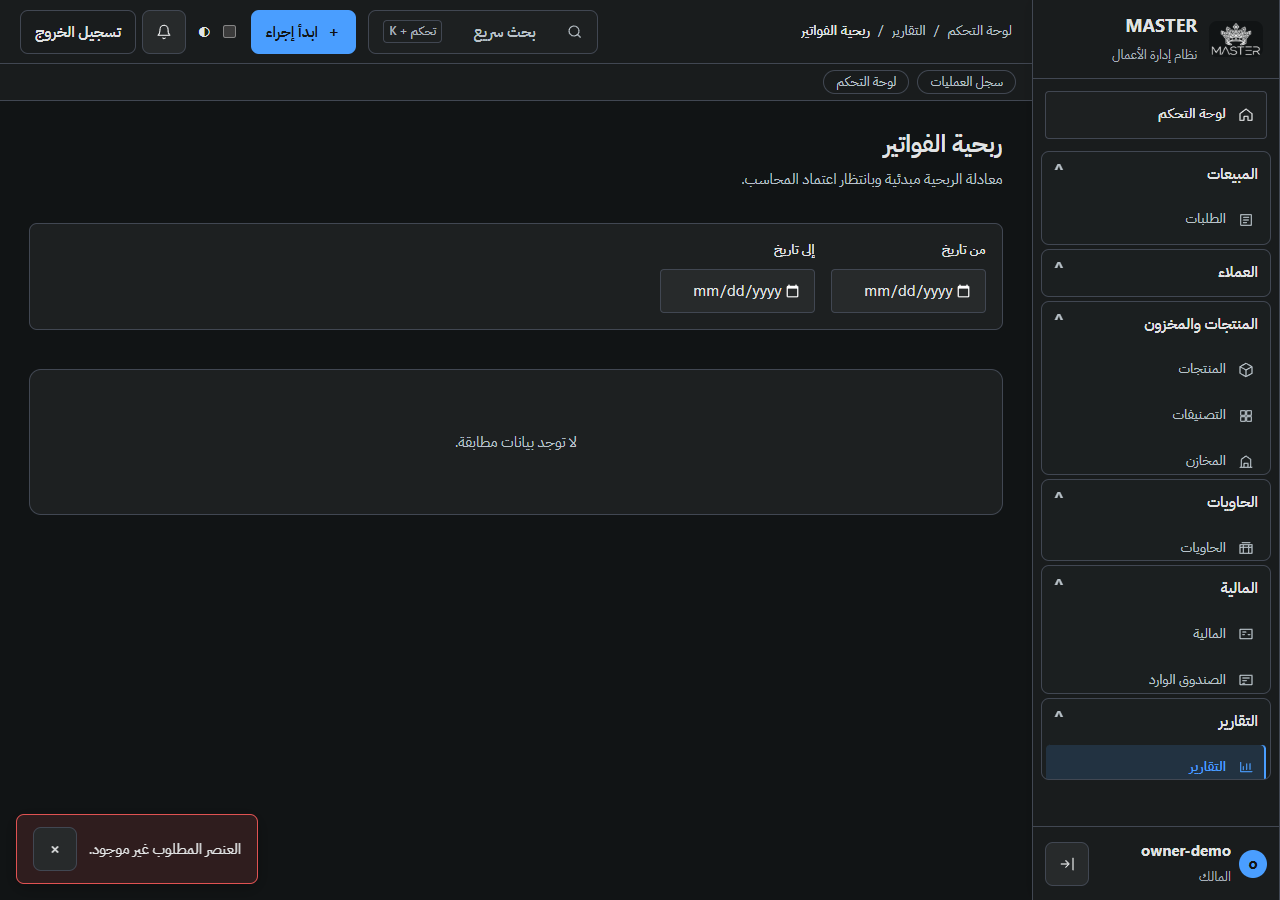 MASTER
MASTER
نظام إدارة الأعمال
لوحة التحكم
المبيعات
^
الطلبات
العملاء
^
المنتجات والمخزون
^
المنتجات
التصنيفات
المخازن
الحاويات
^
الحاويات
المالية
^
المالية
الصندوق الوارد
التقارير
^
التقارير
o
owner-demo
المالك
لوحة التحكم / التقارير / ربحية الفواتير
بحث سريع
تحكم + K
+ ابدأ إجراء
تسجيل الخروج
سجل العمليات
لوحة التحكم
ربحية الفواتير
معادلة الربحية مبدئية وبانتظار اعتماد المحاسب.
من تاريخ
إلى تاريخ
mm/dd/yyyy
mm/dd/yyyy
لا توجد بيانات مطابقة.
العنصر المطلوب غير موجود.
×